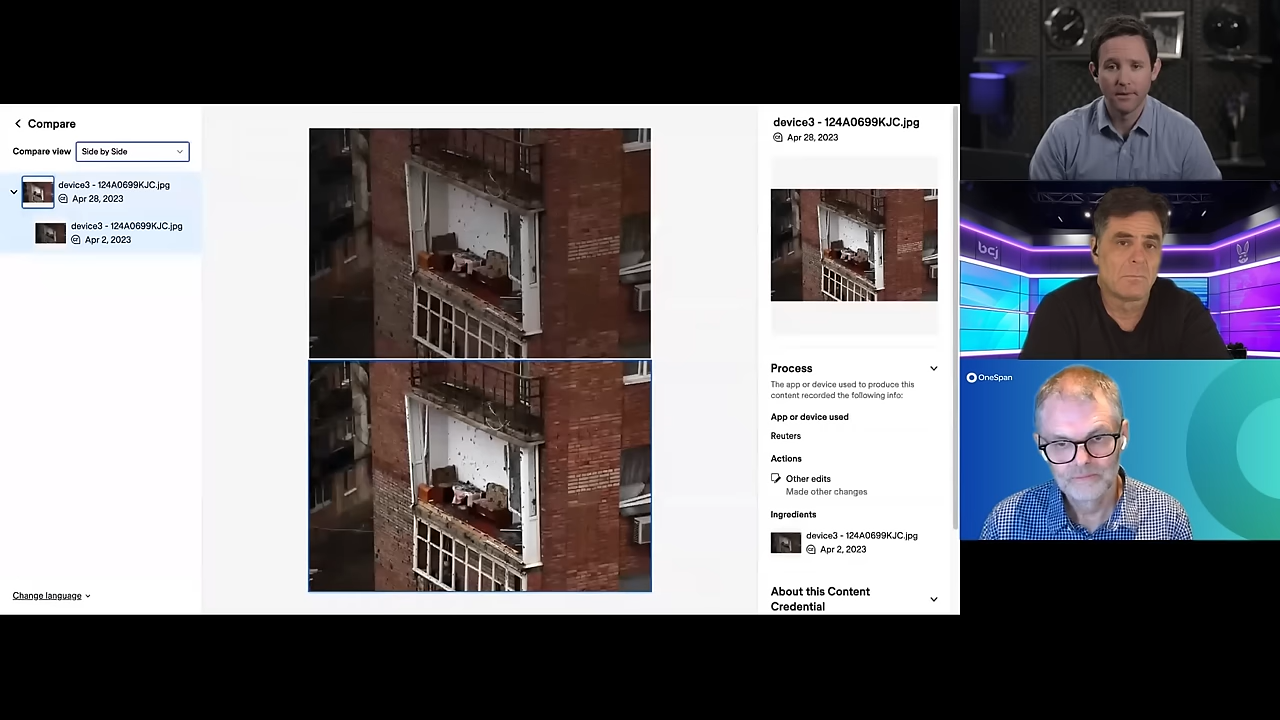 Compare
Compare view
Side by Side
device3 - 124A0699KJC.jpg
Apr 28, 2023
device3 - 124A0699KJC.jpg
Apr 2, 2023
Change language
device3 - 124A0699KJC.jpg
Apr 28, 2023
Process
The app or device used to produce this
content recorded the following info:
App or device used
Reuters
Actions
Other edits
Made other changes
Ingredients
device3 - 124A0699KJC.jpg
Apr 2, 2023
About this Content
Credential
bcj
OneSpan